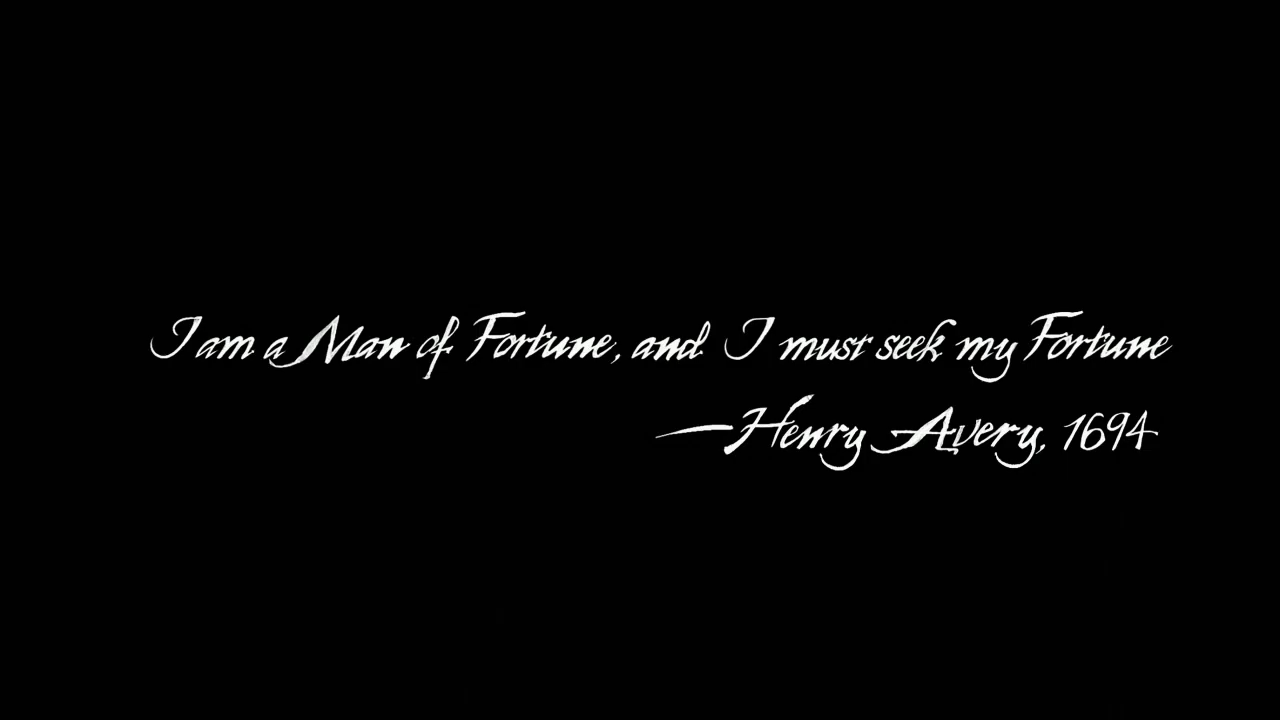 I am a Man of Fortune, and I must seek my Fortune
—Henry Avery, 1694